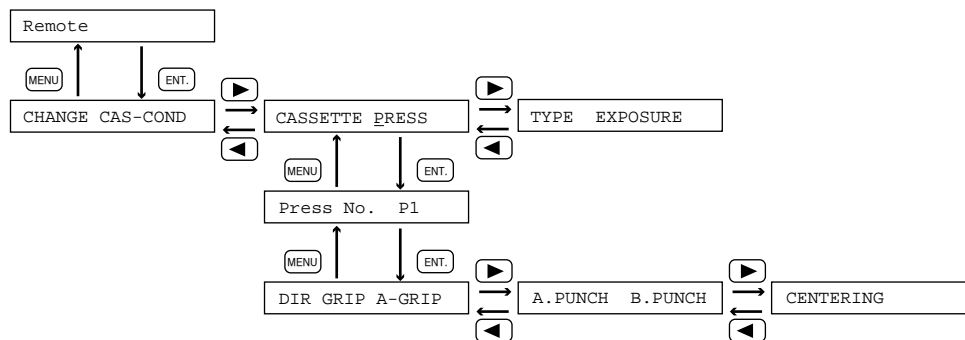 Remote
MENU ENT.
CHANGE CAS-COND CASSETTE PRESS TYPE EXPOSURE
MENU ENT.
Press No. P1
MENU ENT.
DIR GRIP A-GRIP A.PUNCH B.PUNCH CENTERING